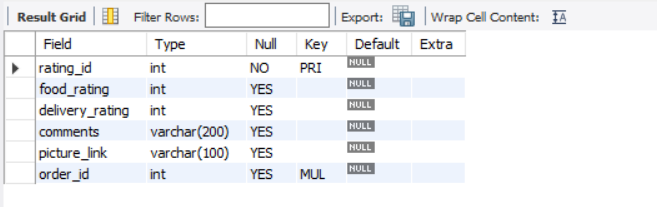 Result Grid Filter Rows: Export: Wrap Cell Content: IA
Field Type Null Key Default Extra
rating_id int NO PRI NULL
food_rating int YES NULL
delivery_rating int YES NULL
comments varchar(200) YES NULL
picture_link varchar(100) YES NULL
order_id int YES MUL NULL